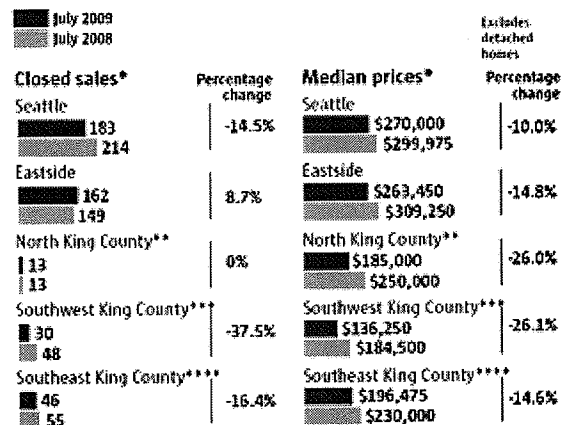 July 2009
July 2008
Excludes
detached
homes
Closed sales*
Percentage
change
Seattle
183
214
-14.5%
Eastside
162
149
8.7%
North King County**
13
13
0%
Southwest King County***
30
48
-37.5%
Southeast King County****
46
55
-16.4%
Median prices*
Percentage
change
Seattle
$270,000
$299,975
-10.0%
Eastside
$263,450
$309,250
-14.8%
North King County**
$185,000
$250,000
-26.0%
Southwest King County***
$136,250
$184,500
-26.1%
Southeast King County****
$196,475
$230,000
-14.6%